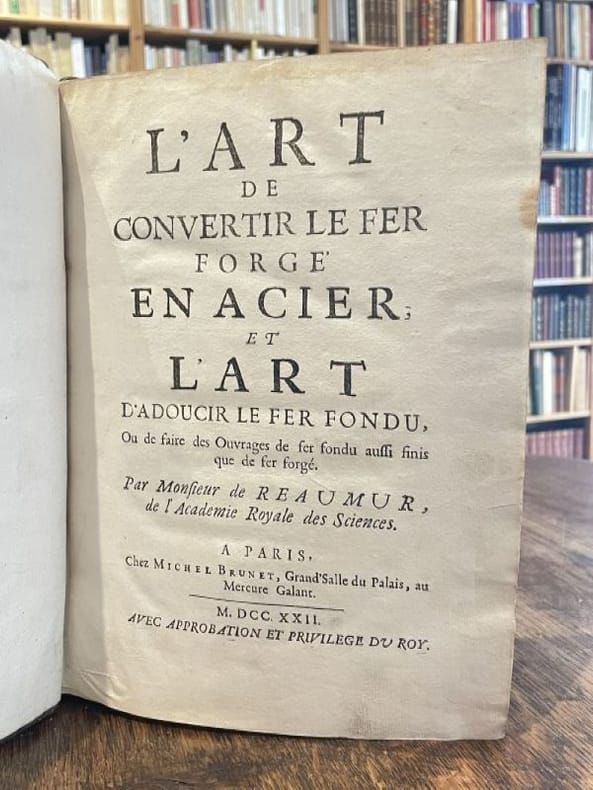 L'ART
DE
CONVERTIR LE FER
FORGÉ
EN ACIER,
ET
L'ART
D'ADOUCIR LE FER FONDU,
Ou de faire des Ouvrages de fer fondu auſſi finis
que de fer forgé.
Par Monſieur de REAUMUR,
de l'Academie Royale des Sciences.
A PARIS,
Chez MICHEL BRUNET, Grand'Salle du Palais, au
Mercure Galant.
M. DCC. XXII.
AVEC APPROBATION ET PRIVILEGE DU ROY.